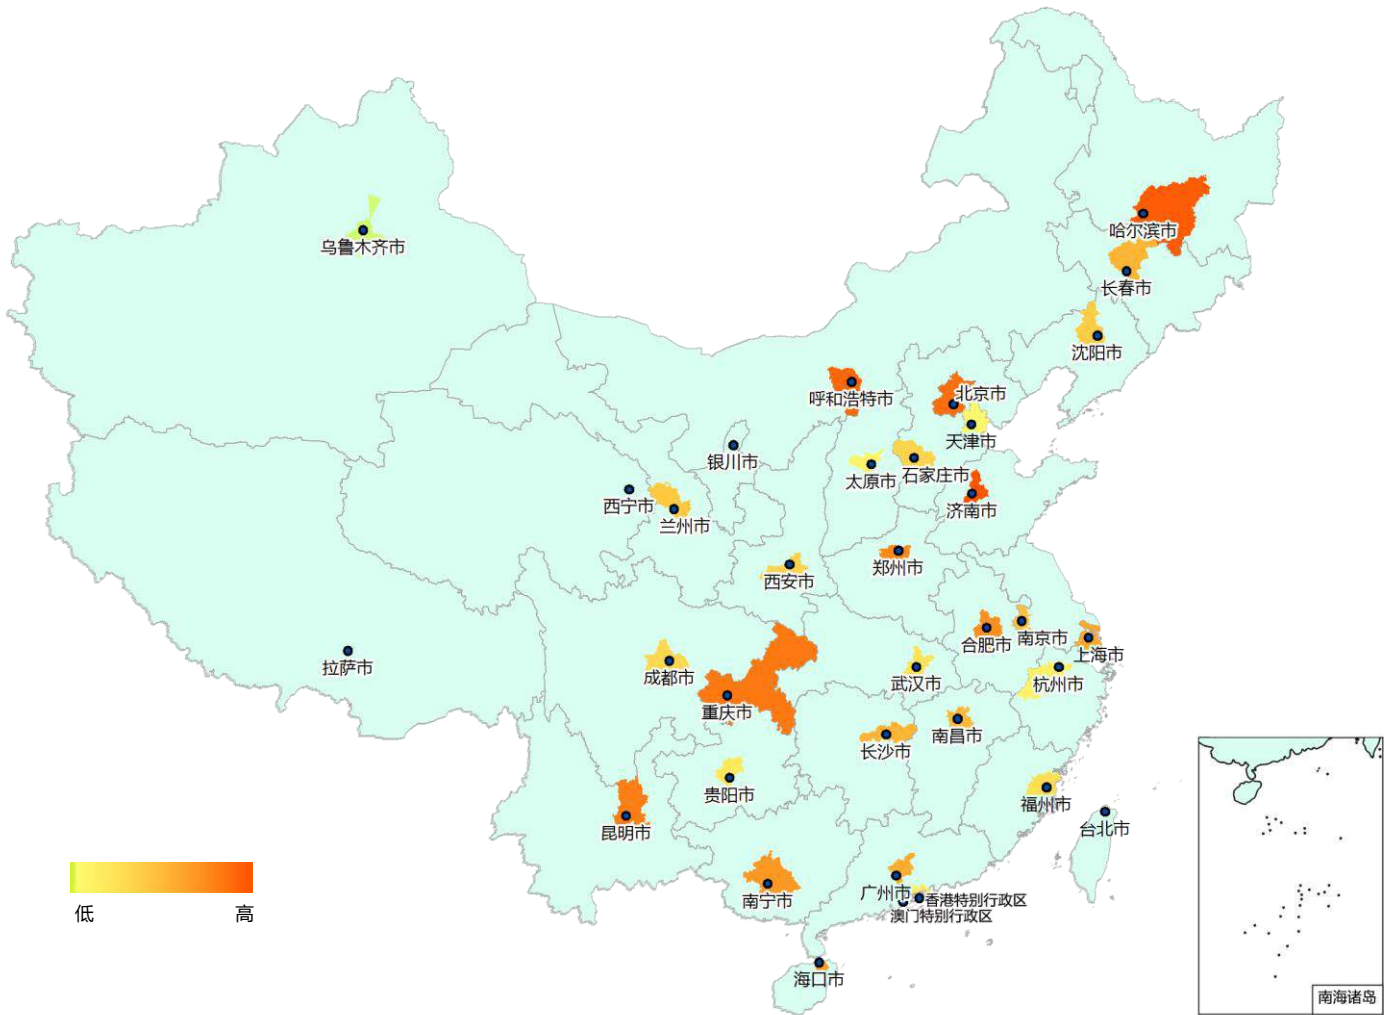 哈尔滨市
乌鲁木齐市
长春市
沈阳市
北京市
呼和浩特市
天津市
银川市
石家庄市
太原市
西宁市
济南市
兰州市
郑州市
西安市
南京市
合肥市
上海市
拉萨市
成都市
武汉市
杭州市
重庆市
南昌市
长沙市
贵阳市
福州市
台北市
昆明市
广州市
南宁市
香港特别行政区
澳门特别行政区
海口市
低 高
南海诸岛